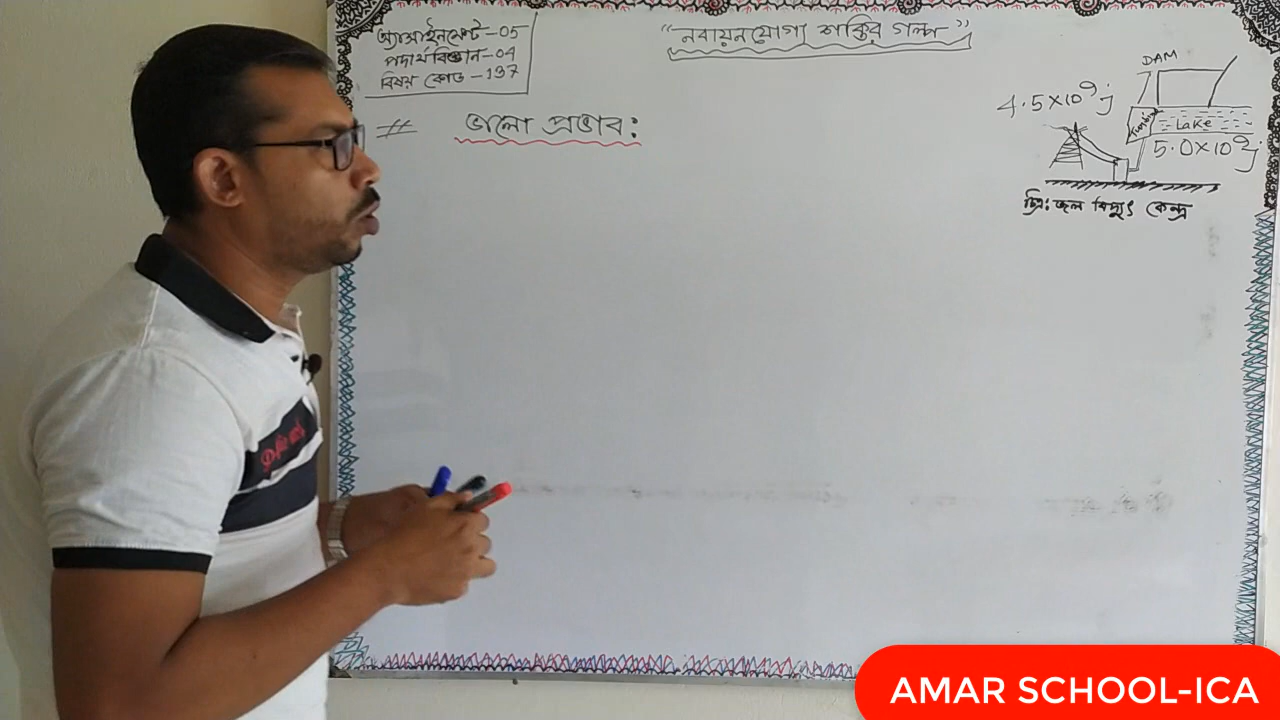 অ্যাসাইনমেন্ট-05
পদার্থ বিজ্ঞান-04
বিষয় কোড-137
"নবায়নযোগ্য শক্তির গল্প"
# ভালো প্রভাব:
DAM
4.5×10⁹j
Turbine
Lake
5.0×10⁹j
চিত্র: জল বিদ্যুৎ কেন্দ্র
AMAR SCHOOL-ICA